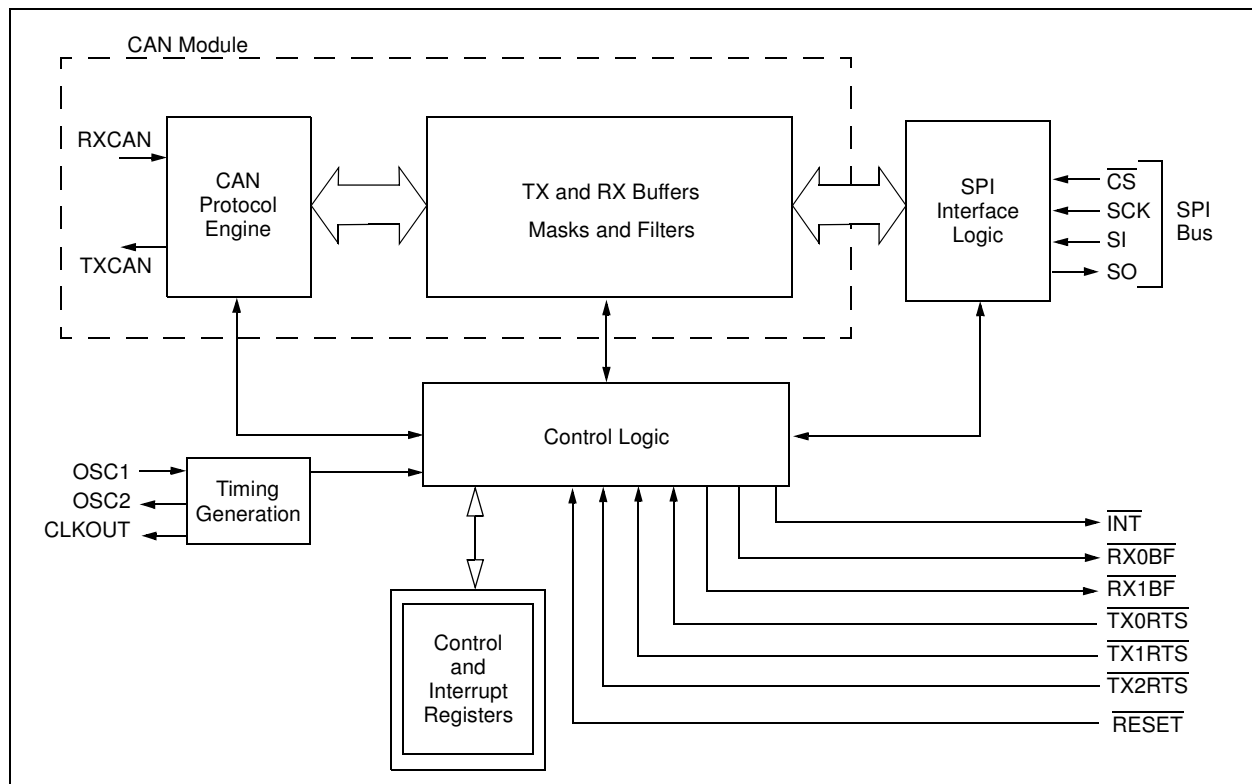 CAN Module
RXCAN
TXCAN
CAN
Protocol
Engine
TX and RX Buffers
Masks and Filters
SPI
Interface
Logic
CS
SCK
SI
SO
SPI
Bus
Control Logic
OSC1
OSC2
CLKOUT
Timing
Generation
Control
and
Interrupt
Registers
INT
RX0BF
RX1BF
TX0RTS
TX1RTS
TX2RTS
RESET